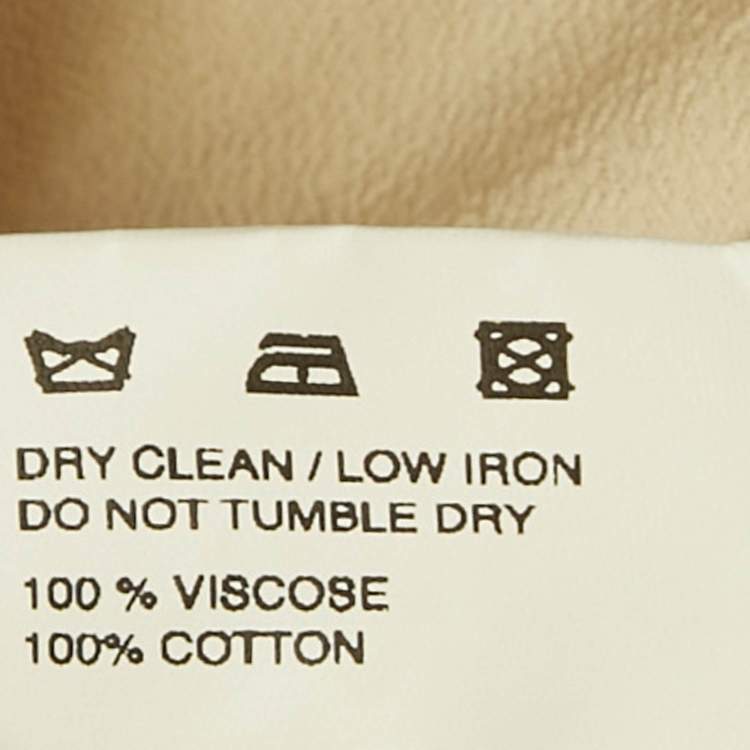 DRY CLEAN / LOW IRON
DO NOT TUMBLE DRY
100 % VISCOSE
100% COTTON